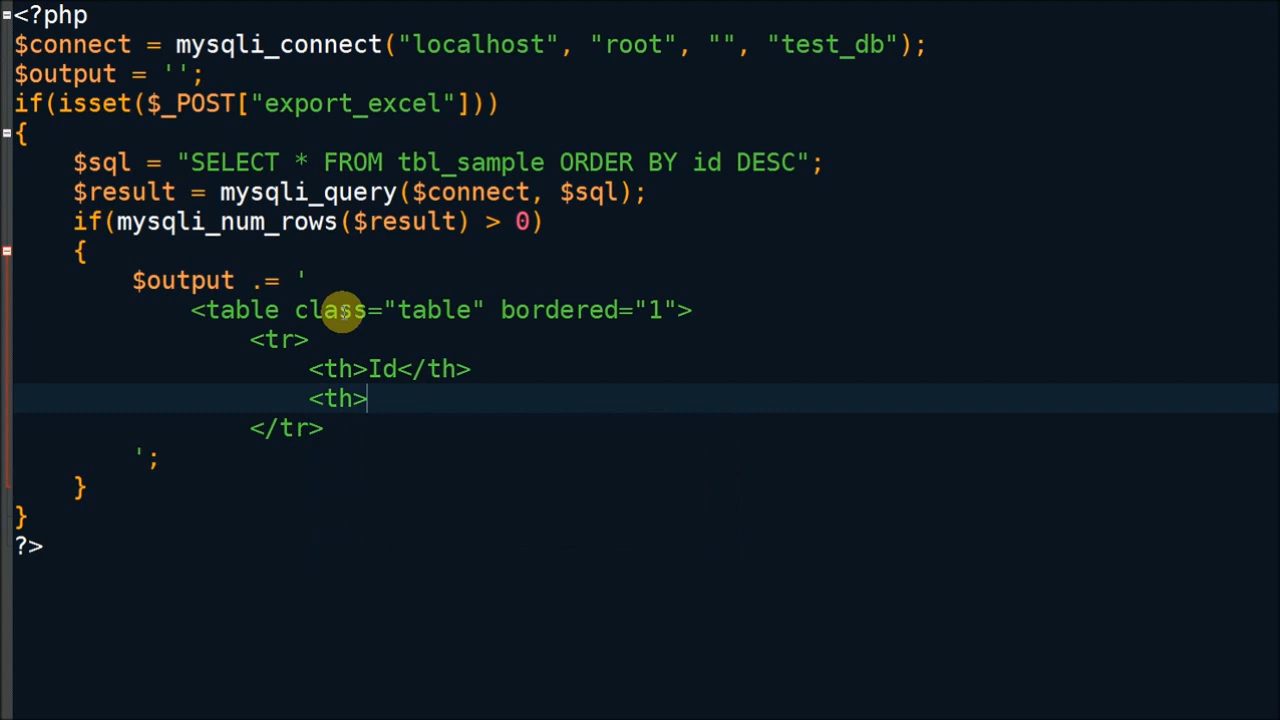 <?php
$connect = mysqli_connect("localhost", "root", "", "test_db");
$output = '';
if(isset($_POST["export_excel"]))
{
    $sql = "SELECT * FROM tbl_sample ORDER BY id DESC";
    $result = mysqli_query($connect, $sql);
    if(mysqli_num_rows($result) > 0)
    {
        $output .= '
            <table class="table" bordered="1">
                <tr>
                    <th>Id</th>
                    <th>
                </tr>
        ';
    }
}
?>